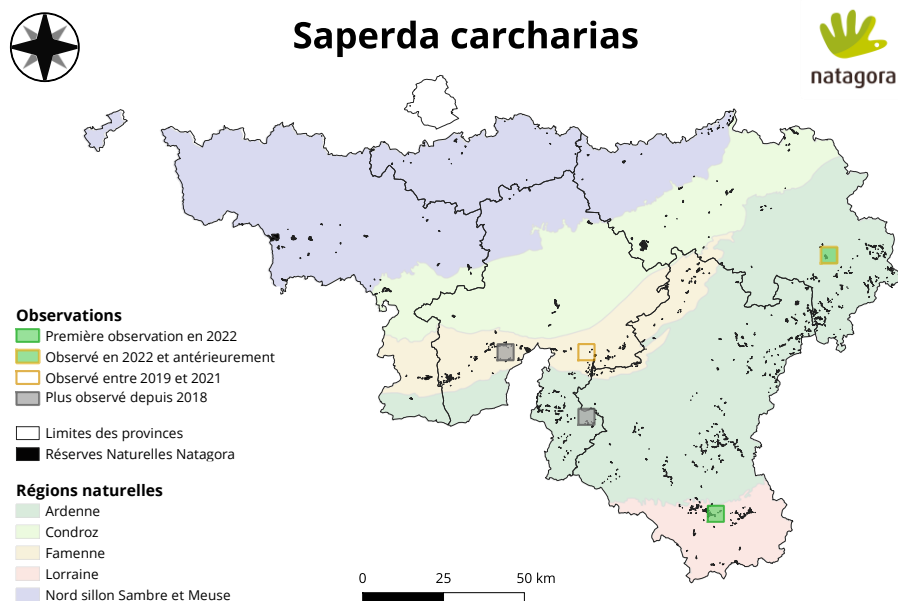 Saperda carcharias
natagora
Observations
Première observation en 2022
Observé en 2022 et antérieurement
Observé entre 2019 et 2021
Plus observé depuis 2018
Limites des provinces
Réserves Naturelles Natagora
Régions naturelles
Ardenne
Condroz
Famenne
Lorraine
Nord sillon Sambre et Meuse
0 25 50 km